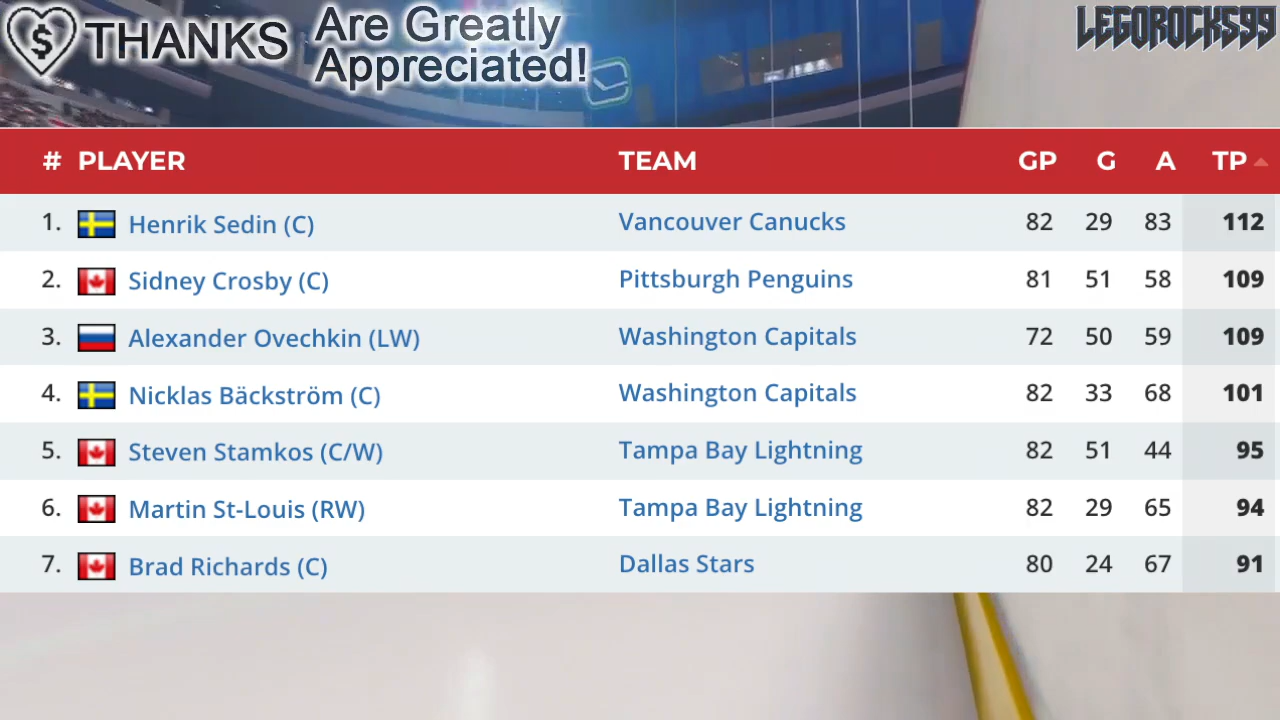 THANKS Are Greatly
Appreciated!
LEGOROCKS99
# PLAYER TEAM GP G A TP
1. Henrik Sedin (C) Vancouver Canucks 82 29 83 112
2. Sidney Crosby (C) Pittsburgh Penguins 81 51 58 109
3. Alexander Ovechkin (LW) Washington Capitals 72 50 59 109
4. Nicklas Bäckström (C) Washington Capitals 82 33 68 101
5. Steven Stamkos (C/W) Tampa Bay Lightning 82 51 44 95
6. Martin St-Louis (RW) Tampa Bay Lightning 82 29 65 94
7. Brad Richards (C) Dallas Stars 80 24 67 91